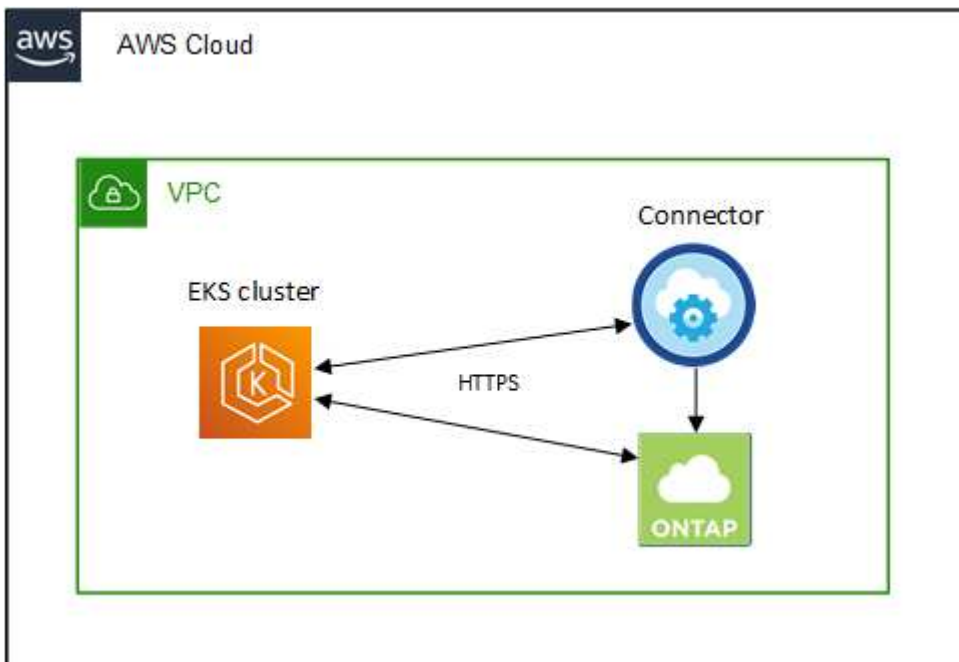 aws
AWS Cloud
VPC
Connector
EKS cluster
K
HTTPS
ONTAP